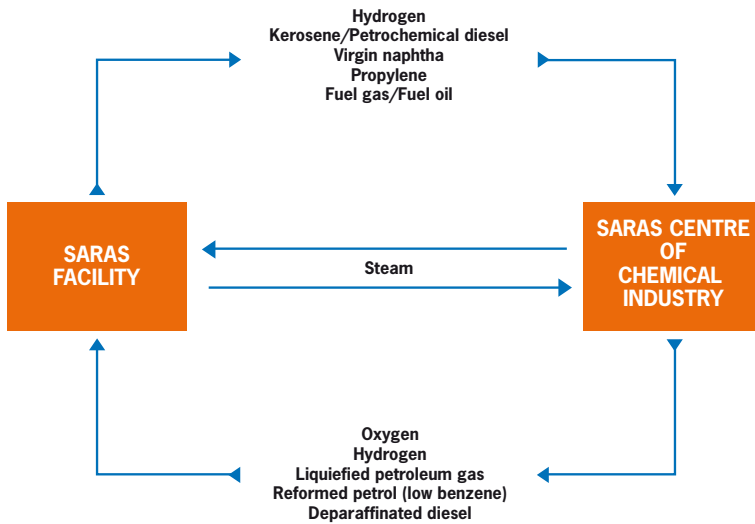 Hydrogen
Kerosene/Petrochemical diesel
Virgin naphtha
Propylene
Fuel gas/Fuel oil
SARAS
FACILITY
Steam
SARAS CENTRE
OF
CHEMICAL
INDUSTRY
Oxygen
Hydrogen
Liquiefied petroleum gas
Reformed petrol (low benzene)
Deparaffinated diesel